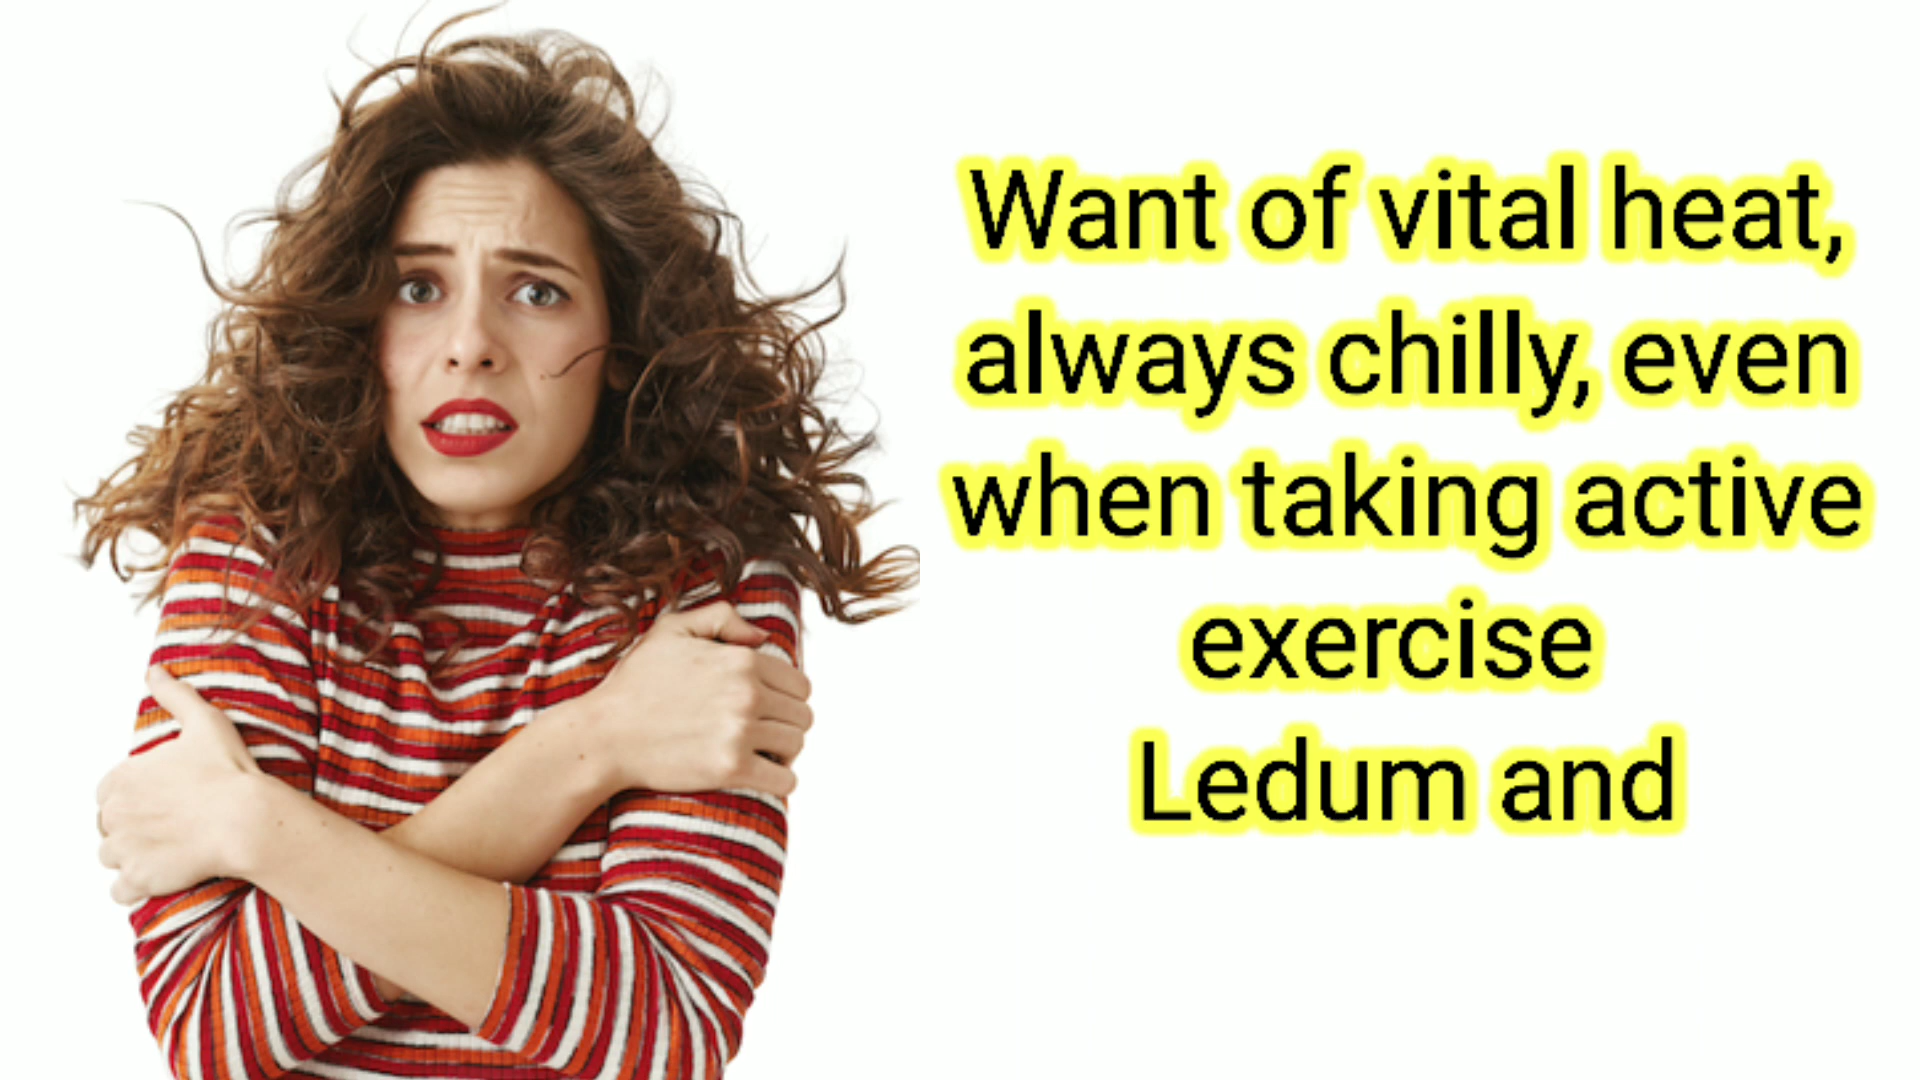 Want of vital heat,
always chilly, even
when taking active
exercise
Ledum and